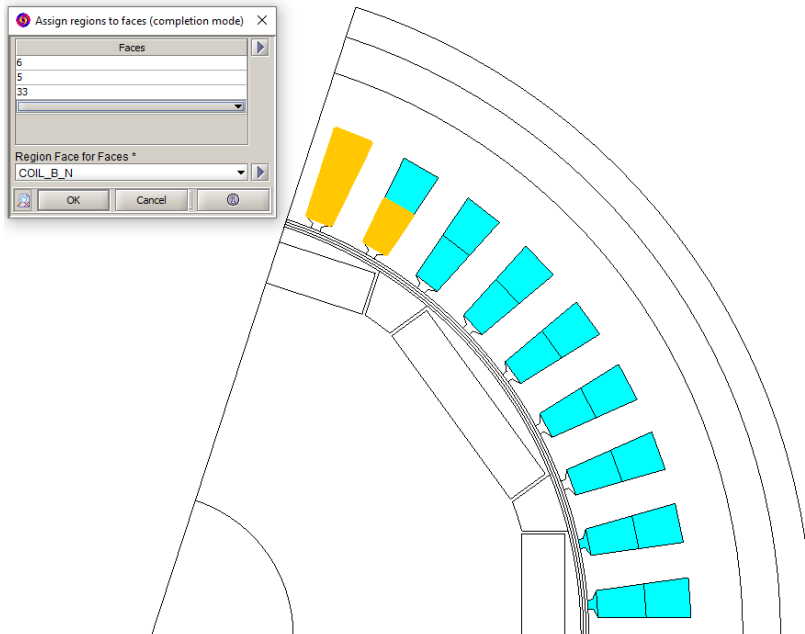 Assign regions to faces (completion mode)
Faces
6
5
33
Region Face for Faces *
COIL_B_N
OK
Cancel